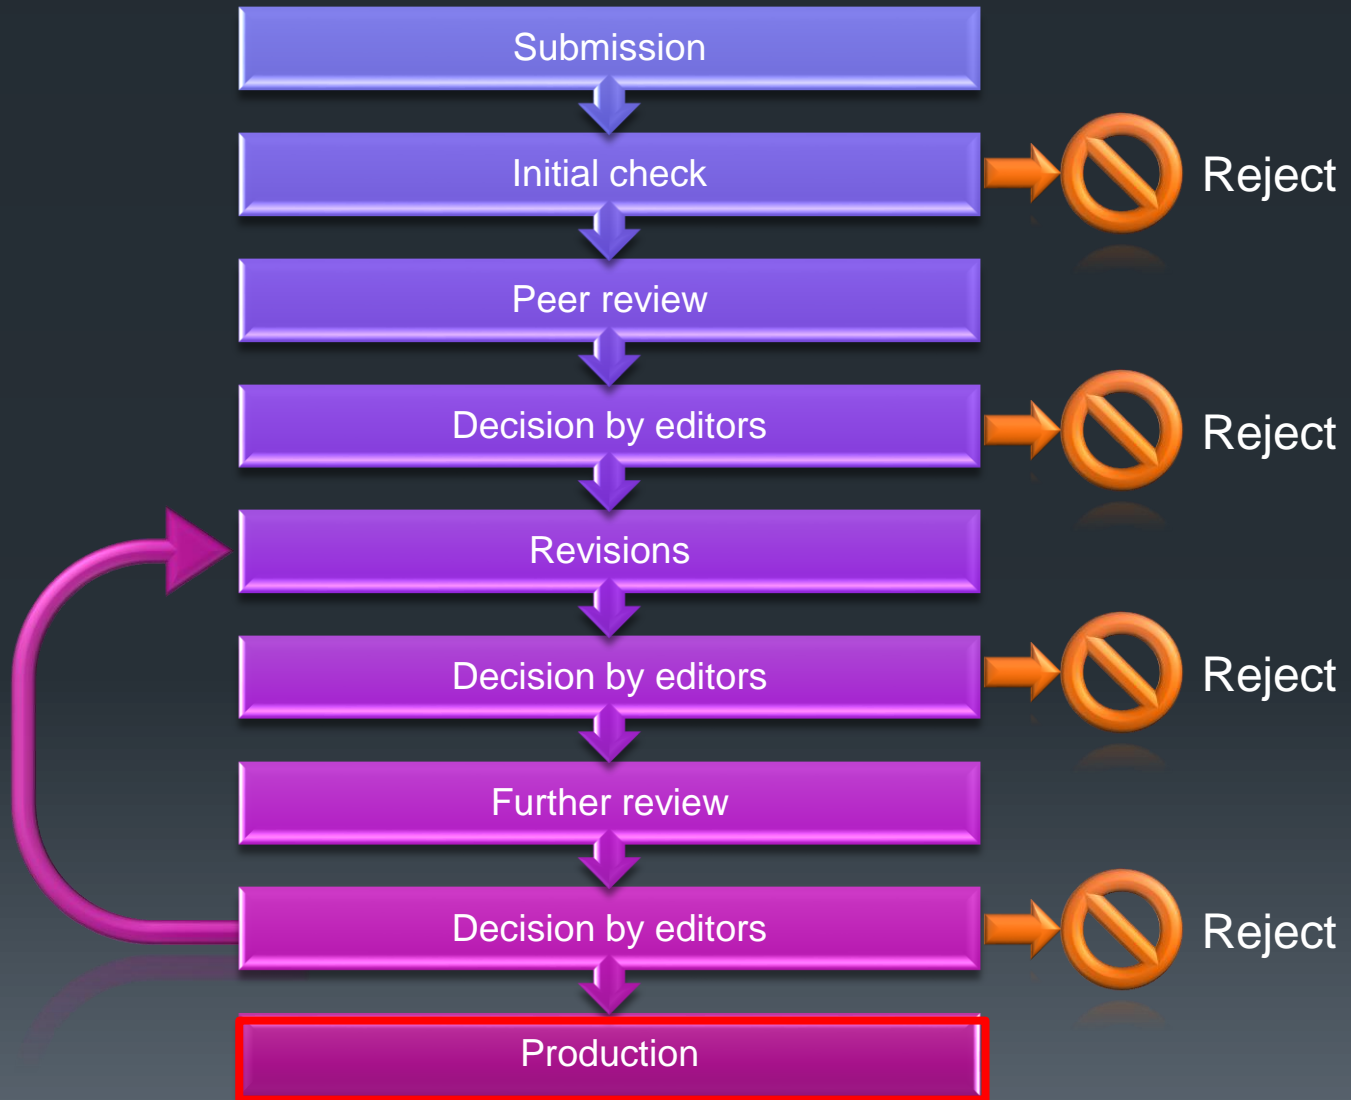 Submission
Initial check
Reject
Peer review
Decision by editors
Reject
Revisions
Decision by editors
Reject
Further review
Decision by editors
Reject
Production